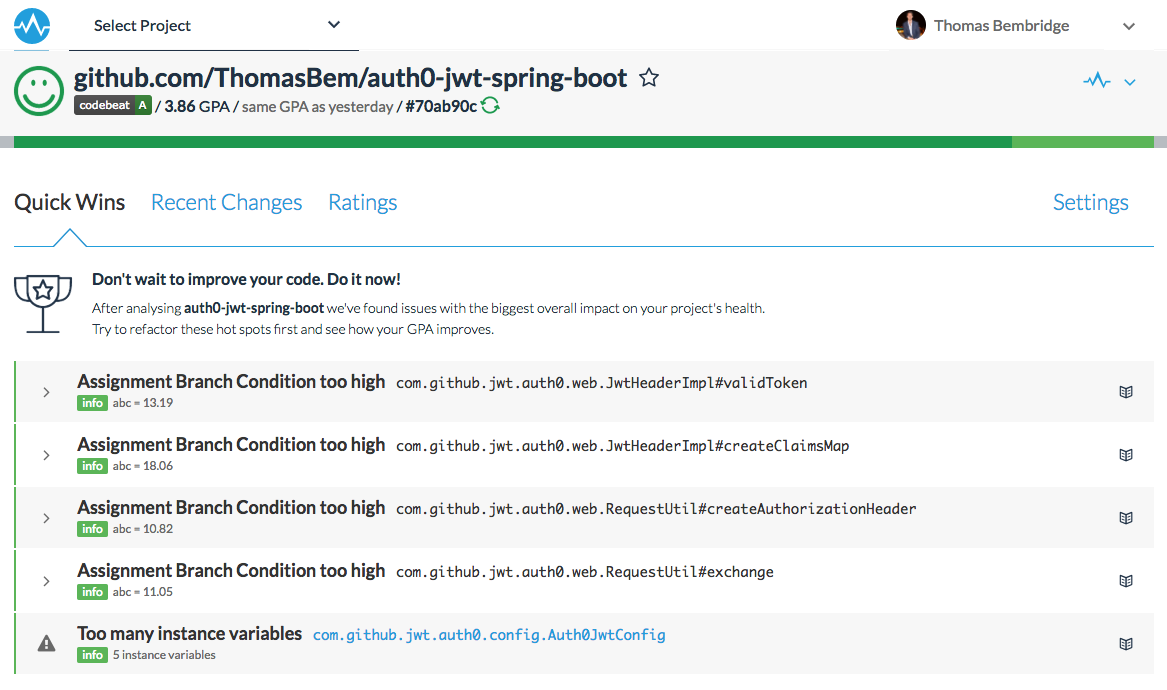 Select Project
Thomas Bembridge
github.com/ThomasBem/auth0-jwt-spring-boot
codebeat A / 3.86 GPA / same GPA as yesterday / #70ab90c
Quick Wins Recent Changes Ratings Settings
Don't wait to improve your code. Do it now!
After analysing auth0-jwt-spring-boot we've found issues with the biggest overall impact on your project's health.
Try to refactor these hot spots first and see how your GPA improves.
Assignment Branch Condition too high com.github.jwt.auth0.web.JwtHeaderImpl#validToken
info abc = 13.19
Assignment Branch Condition too high com.github.jwt.auth0.web.JwtHeaderImpl#createClaimsMap
info abc = 18.06
Assignment Branch Condition too high com.github.jwt.auth0.web.RequestUtil#createAuthorizationHeader
info abc = 10.82
Assignment Branch Condition too high com.github.jwt.auth0.web.RequestUtil#exchange
info abc = 11.05
Too many instance variables com.github.jwt.auth0.config.Auth0JwtConfig
info 5 instance variables